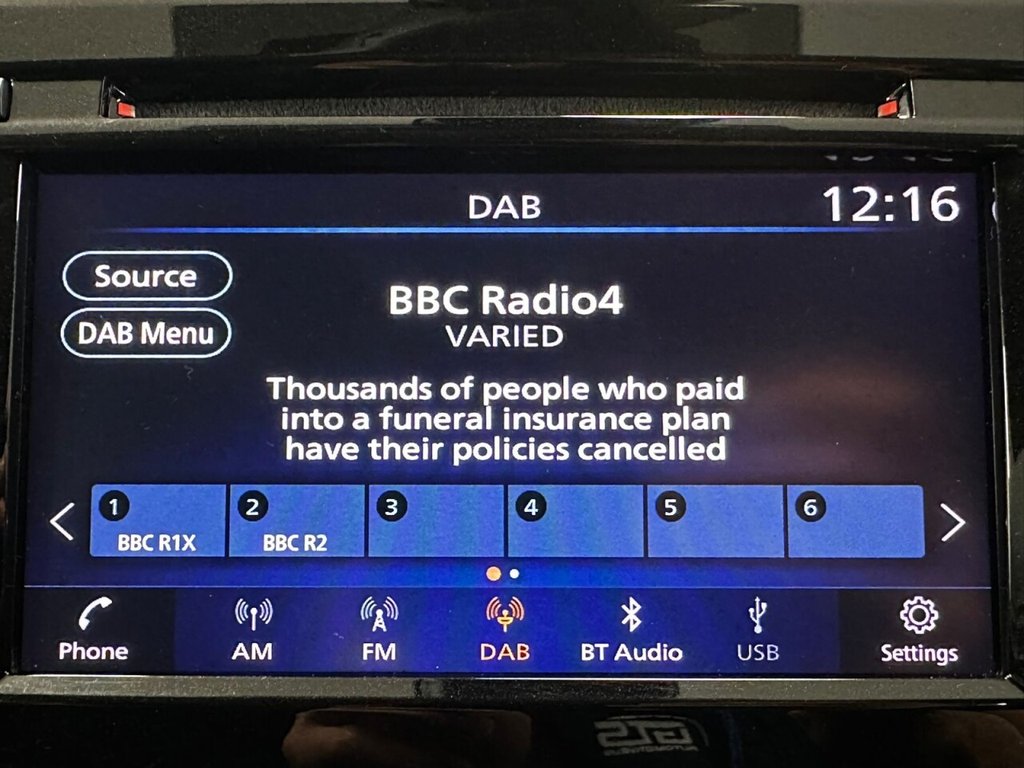 DAB
12:16
Source
DAB Menu
BBC Radio4
VARIED
Thousands of people who paid
into a funeral insurance plan
have their policies cancelled
1
2
3
4
5
6
BBC R1X
BBC R2
Phone
AM
FM
DAB
BT Audio
USB
Settings